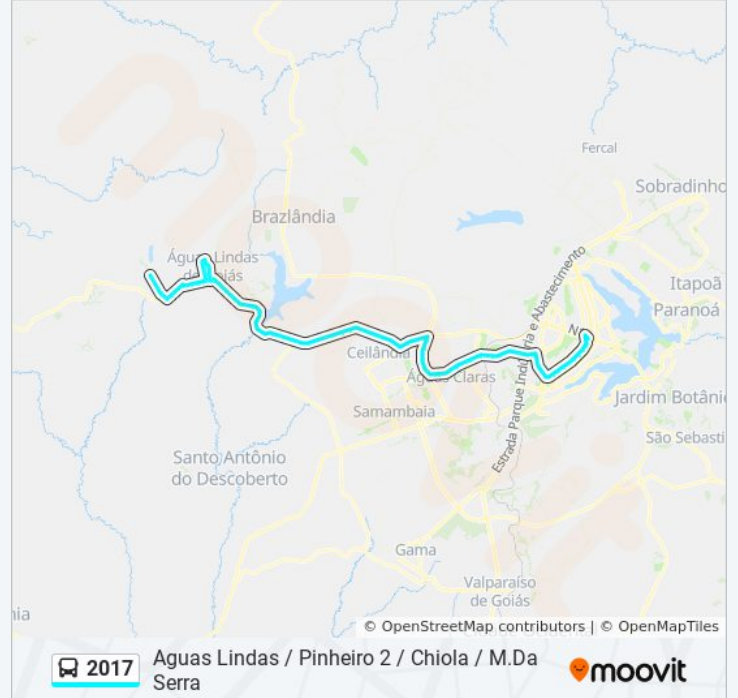 Fercal
Sobradinho
Brazlândia
Águas Lindas
de Goiás
Itapoã
Paranoá
Estrada Parque Indústria e Abastecimento
Ceilândia
Águas Claras
Samambaia
Jardim Botâni
São Sebasti
Santo Antônio
do Descoberto
Gama
Valparaíso
de Goiás
© OpenStreetMap contributors | © OpenMapTiles
2017
Aguas Lindas / Pinheiro 2 / Chiola / M.Da
Serra
moovit